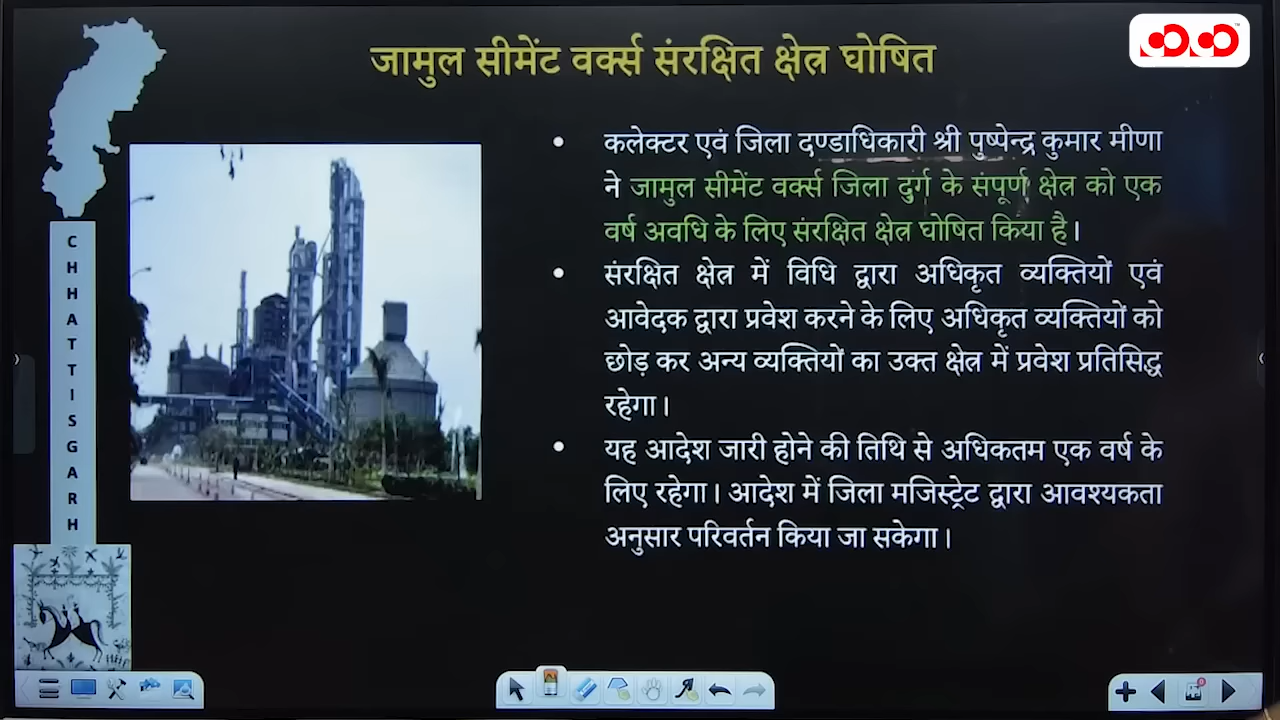 जामुल सीमेंट वर्क्स संरक्षित क्षेत्र घोषित
कलेक्टर एवं जिला दण्डाधिकारी श्री पुष्पेन्द्र कुमार मीणा
ने जामुल सीमेंट वर्क्स जिला दुर्ग के संपूर्ण क्षेत्र को एक
वर्ष अवधि के लिए संरक्षित क्षेत्र घोषित किया है।
संरक्षित क्षेत्र में विधि द्वारा अधिकृत व्यक्तियों एवं
आवेदक द्वारा प्रवेश करने के लिए अधिकृत व्यक्तियों को
छोड़ कर अन्य व्यक्तियों का उक्त क्षेत्र में प्रवेश प्रतिसिद्ध
रहेगा।
यह आदेश जारी होने की तिथि से अधिकतम एक वर्ष के
लिए रहेगा। आदेश में जिला मजिस्ट्रेट द्वारा आवश्यकता
अनुसार परिवर्तन किया जा सकेगा।
CHHATTISGARH